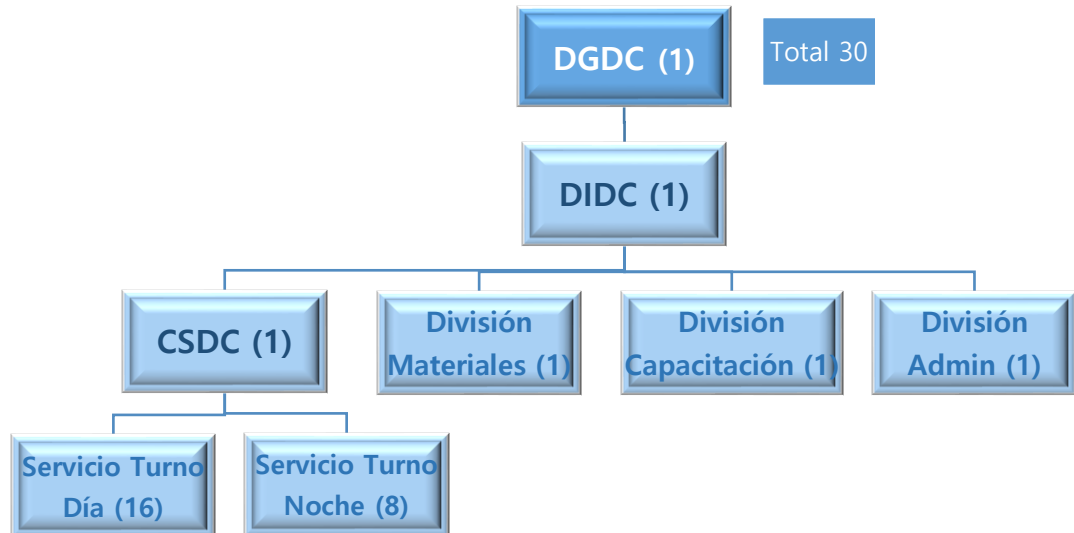 DGDC (1)
Total 30
DIDC (1)
CSDC (1)
División
Materiales (1)
División
Capacitación (1)
División
Admin (1)
Servicio Turno
Día (16)
Servicio Turno
Noche (8)